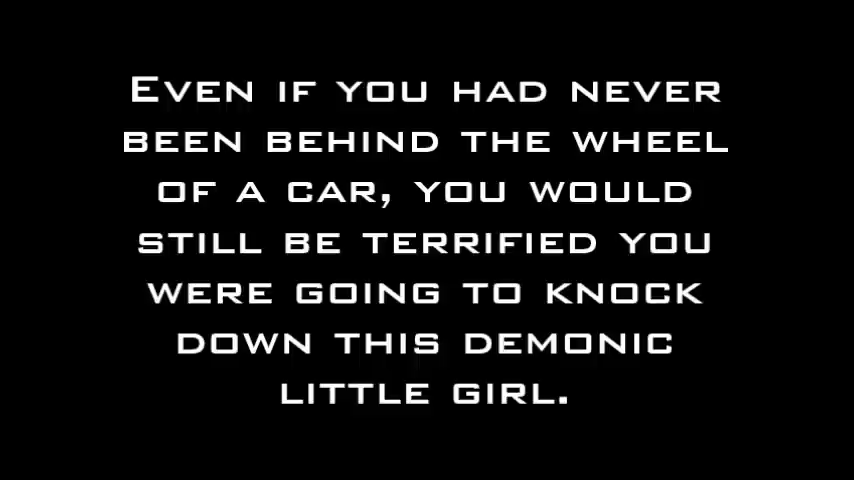 Even if you had never
been behind the wheel
of a car, you would
still be terrified you
were going to knock
down this demonic
little girl.